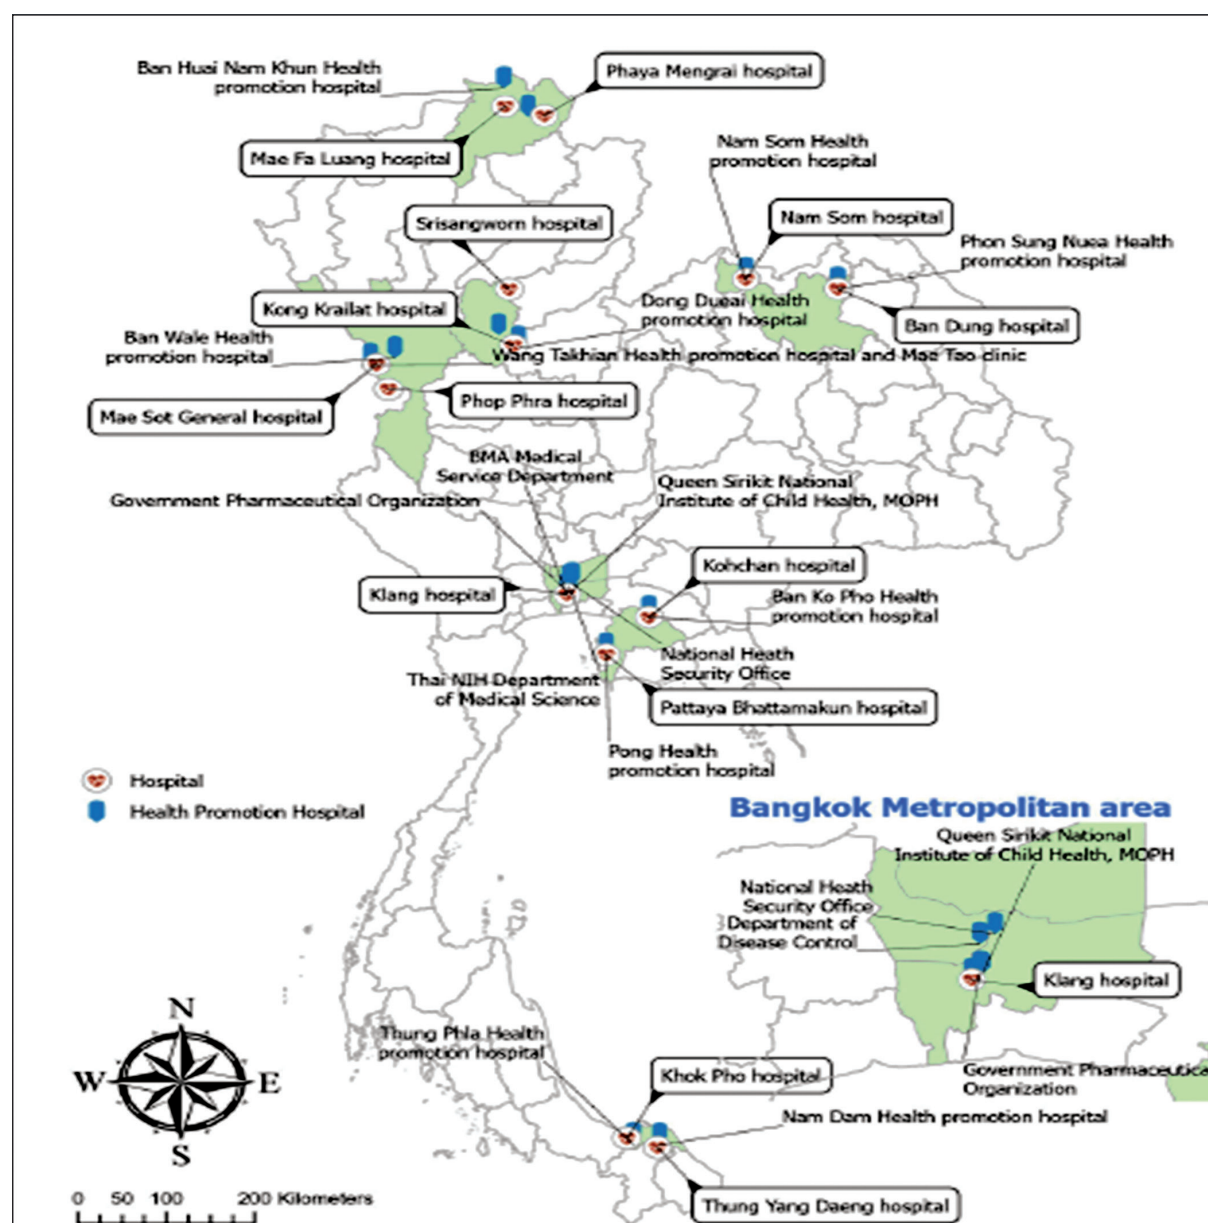 Ban Huai Nam Khun Health
promotion hospital
Phaya Mengrai hospital
Mae Fa Luang hospital
Nam Som Health
promotion hospital
Srisangworn hospital
Nam Som hospital
Phon Sung Nuea Health
promotion hospital
Kong Krailat hospital
Dong Dueai Health
promotion hospital
Ban Dung hospital
Ban Wale Health
promotion hospital
Wang Takhian Health promotion hospital and Mae Tao clinic
Phop Phra hospital
Mae Sot General hospital
BMA Medical
Service Department
Queen Sirikit National
Institute of Child Health, MOPH
Government Pharmaceutical Organization
Kohchan hospital
Klang hospital
Ban Ko Pho Health
promotion hospital
National Heath
Security Office
Thai NIH Department
of Medical Science
Pattaya Bhattamakun hospital
Pong Health
promotion hospital
Hospital
Health Promotion Hospital
Bangkok Metropolitan area
Queen Sirikit National
Institute of Child Health, MOPH
National Heath
Security Office
Department of
Disease Control
Klang hospital
Government Pharmaceutica
Organization
Thung Phla Health
promotion hospital
Khok Pho hospital
Nam Dam Health promotion hospital
Thung Yang Daeng hospital
N
W E
S
0 50 100 200 Kilometers